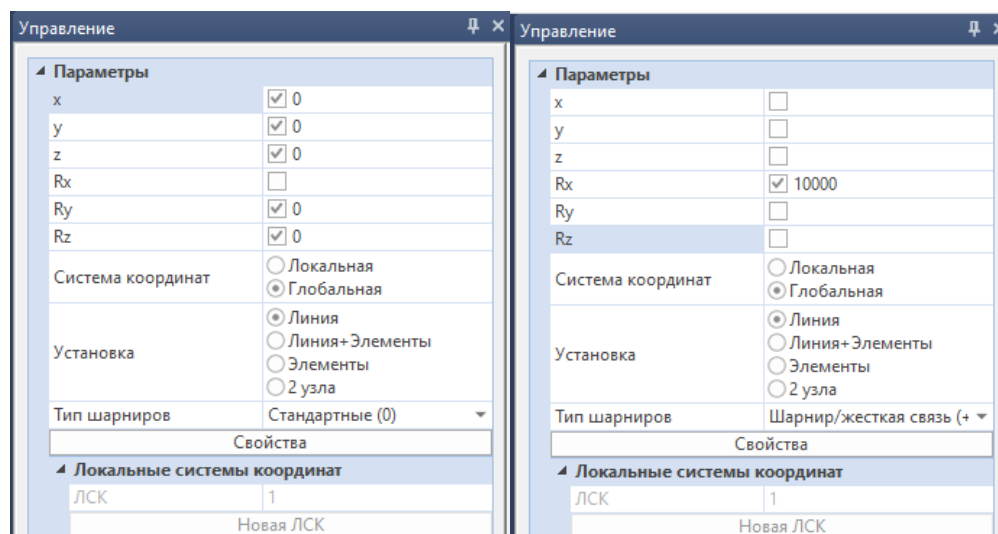 Управление
Параметры
x 0
y 0
z 0
Rx
Ry 0
Rz 0
Система координат
Локальная
Глобальная
Установка
Линия
Линия+Элементы
Элементы
2 узла
Тип шарниров Стандартные (0)
Свойства
Локальные системы координат
ЛСК 1
Новая ЛСК
Управление
Параметры
x
y
z
Rx 10000
Ry
Rz
Система координат
Локальная
Глобальная
Установка
Линия
Линия+Элементы
Элементы
2 узла
Тип шарниров Шарнир/жесткая связь (+
Свойства
Локальные системы координат
ЛСК 1
Новая ЛСК